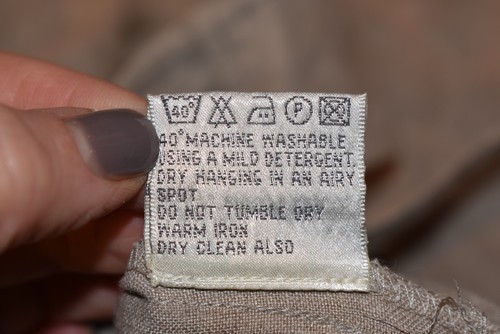 40° P
40° MACHINE WASHABLE
USING A MILD DETERGENT
DRY HANGING IN AN AIRY
SPOT
DO NOT TUMBLE DRY
WARM IRON
DRY CLEAN ALSO